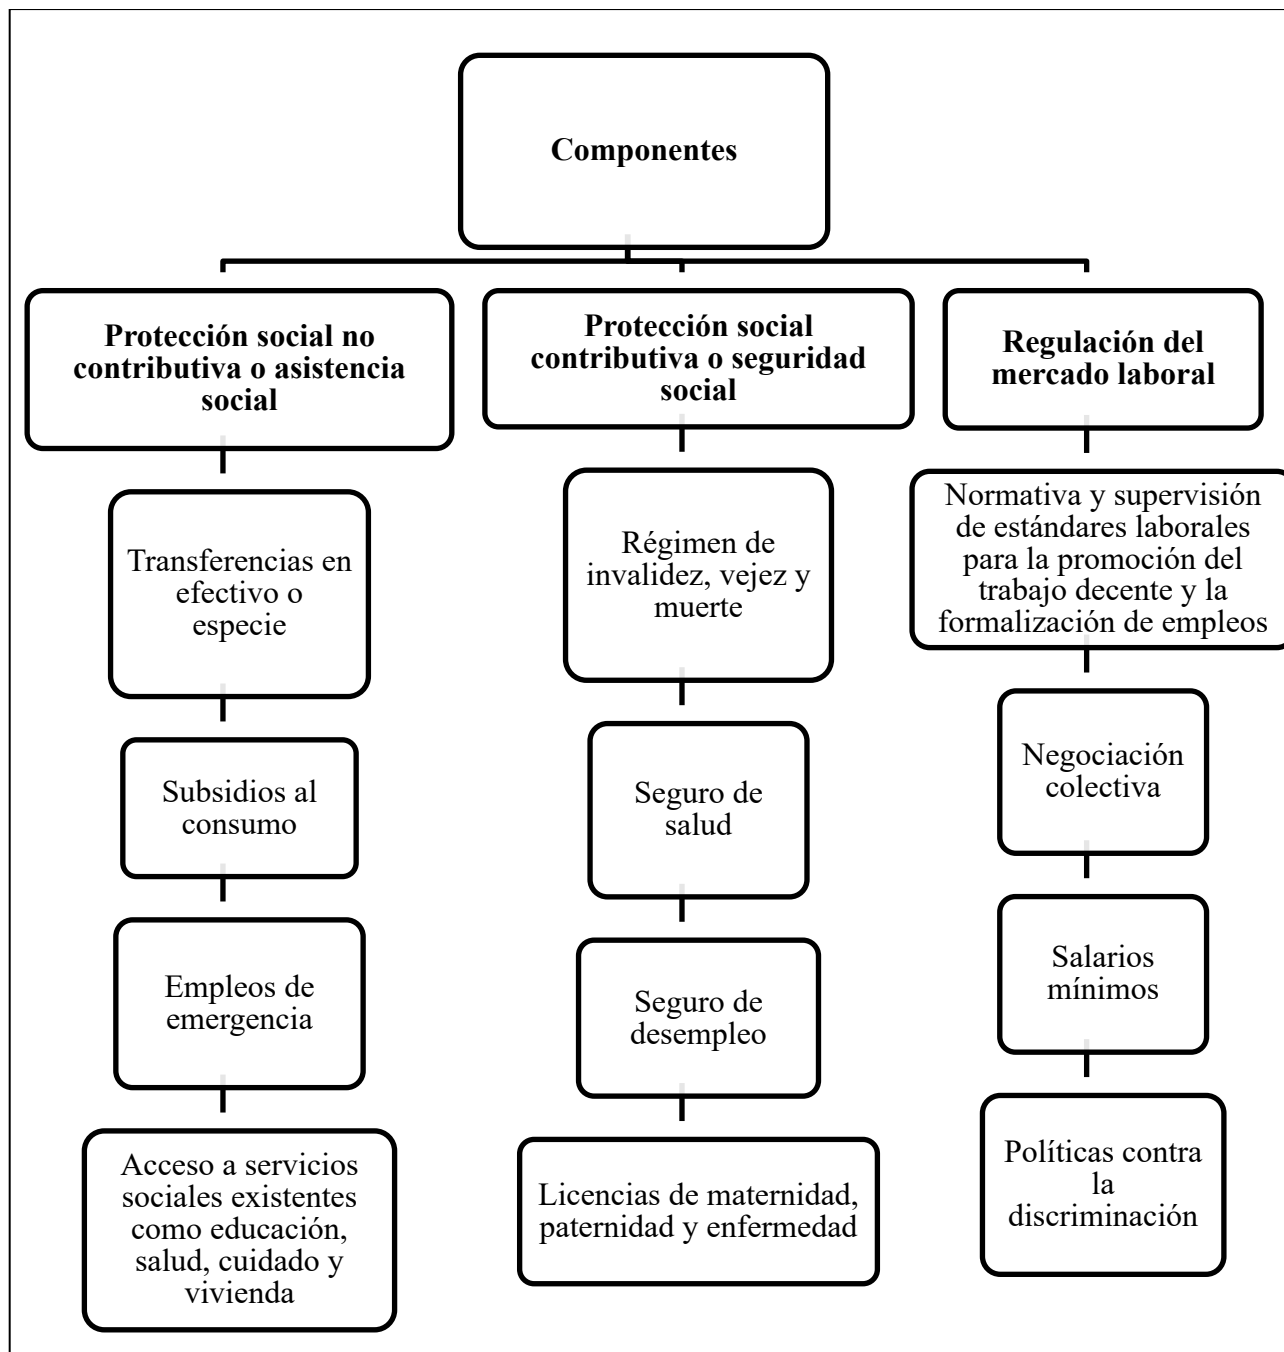 Componentes
Protección social no
contributiva o asistencia
social
Transferencias en
efectivo o
especie
Subsidios al
consumo
Empleos de
emergencia
Acceso a servicios
sociales existentes
como educación,
salud, cuidado y
vivienda
Protección social
contributiva o seguridad
social
Régimen de
invalidez, vejez y
muerte
Seguro de
salud
Seguro de
desempleo
Licencias de maternidad,
paternidad y enfermedad
Regulación del
mercado laboral
Normativa y supervisión
de estándares laborales
para la promoción del
trabajo decente y la
formalización de empleos
Negociación
colectiva
Salarios
mínimos
Políticas contra
la
discriminación